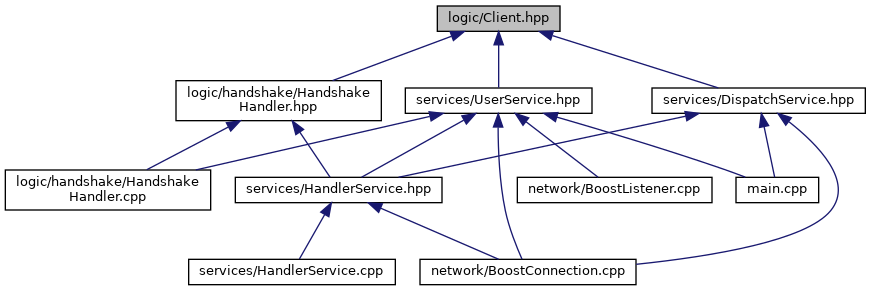 logic/Client.hpp
logic/handshake/Handshake
Handler.hpp
services/UserService.hpp
services/DispatchService.hpp
logic/handshake/Handshake
Handler.cpp
services/HandlerService.hpp
network/BoostListener.cpp
main.cpp
services/HandlerService.cpp
network/BoostConnection.cpp